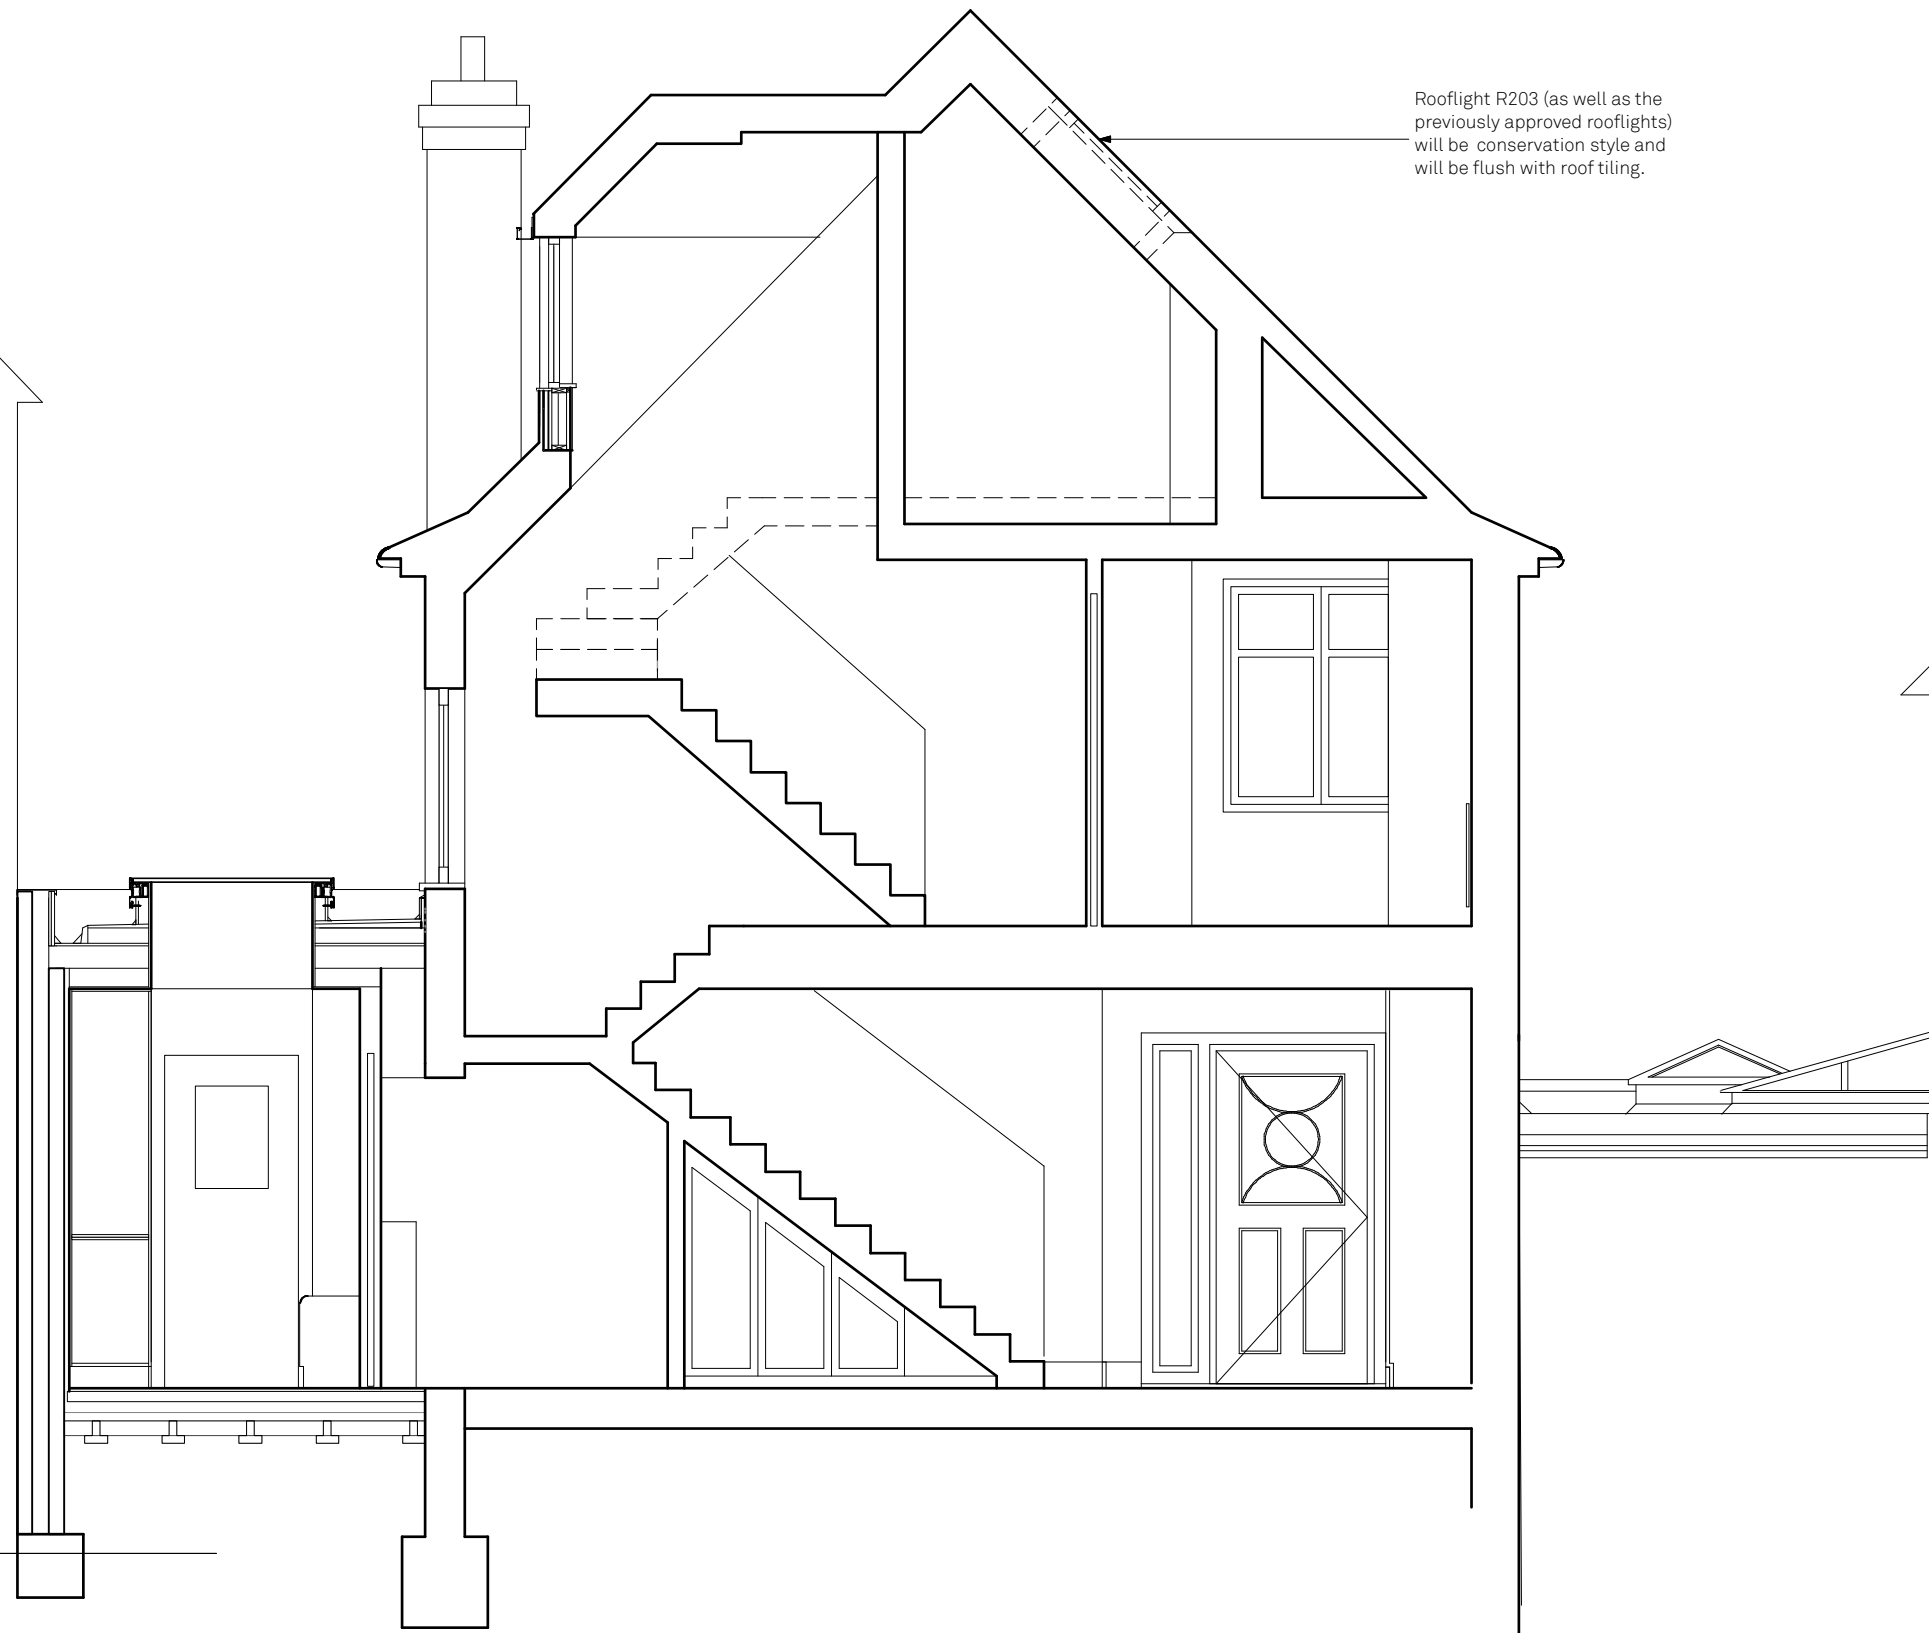 Rooflight R203 (as well as the
previously approved rooflights)
will be  conservation style and
will be flush with roof tiling.